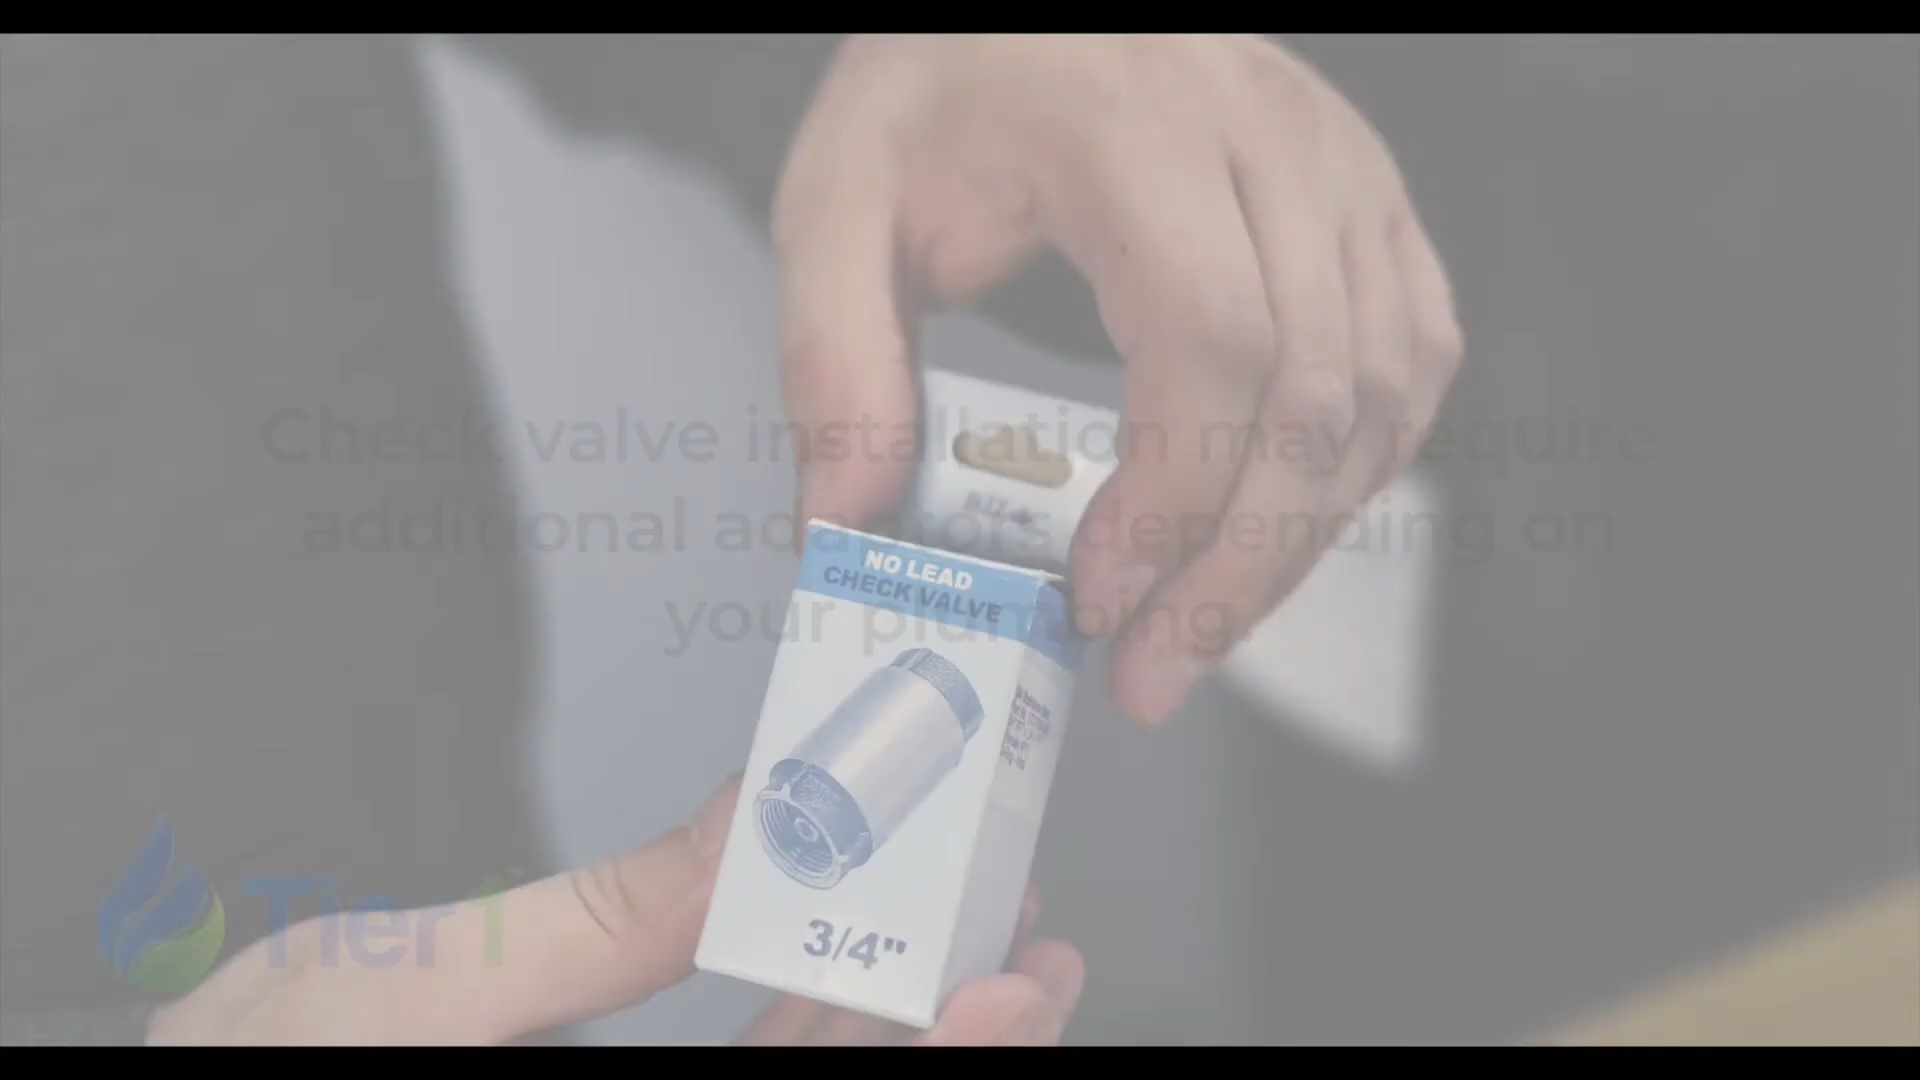 Check valve installation may require
additional adaptors depending on
your plumbing.
NO LEAD
CHECK VALVE
3/4"
Tier1